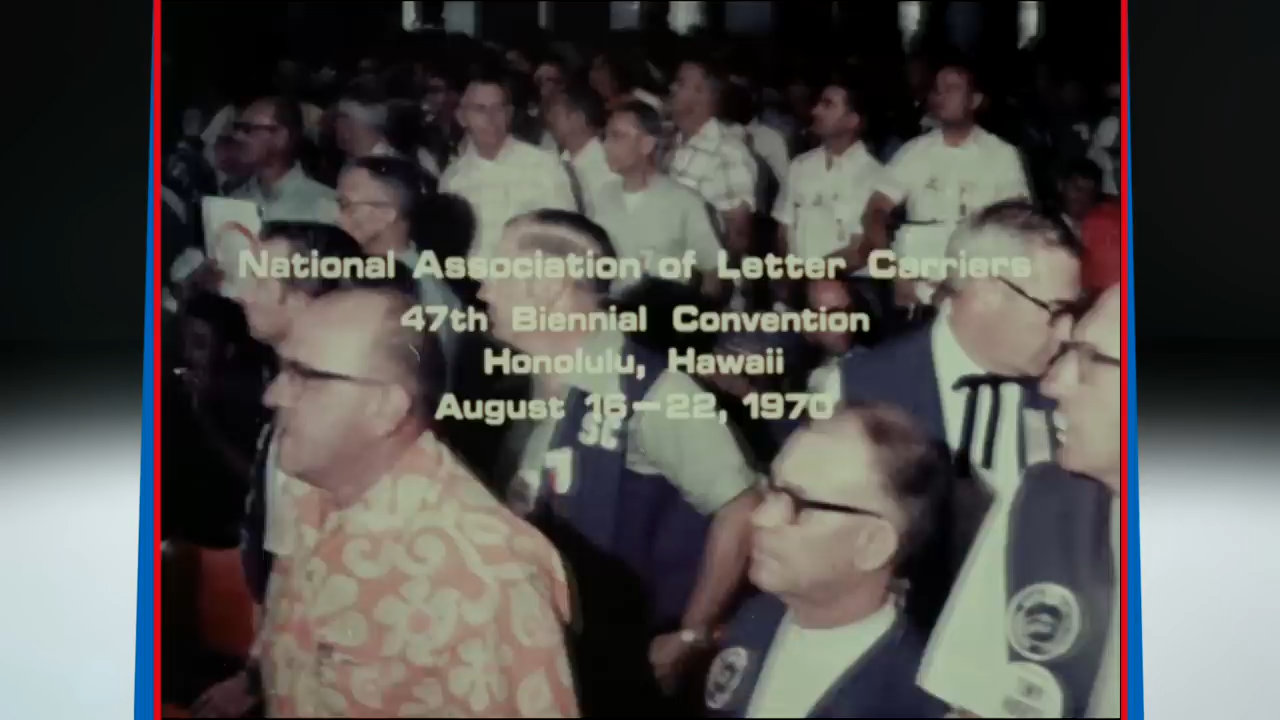 National Association of Letter Carriers
47th Biennial Convention
Honolulu, Hawaii
August 16-22, 1970